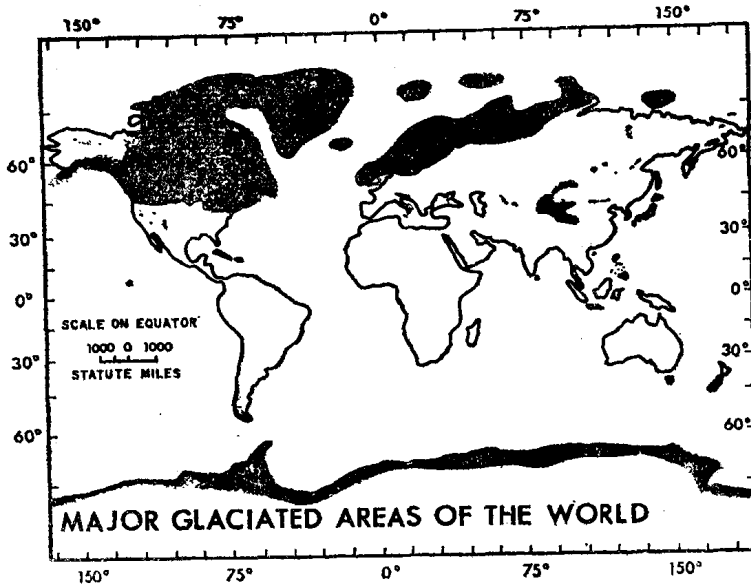 150° 75° 0° 75° 150°
60° 60°
30° 30°
0° 0°
SCALE ON EQUATOR
1000 0 1000
STATUTE MILES
30° 30°
60° 60°
MAJOR GLACIATED AREAS OF THE WORLD
150° 75° 0° 75° 150°